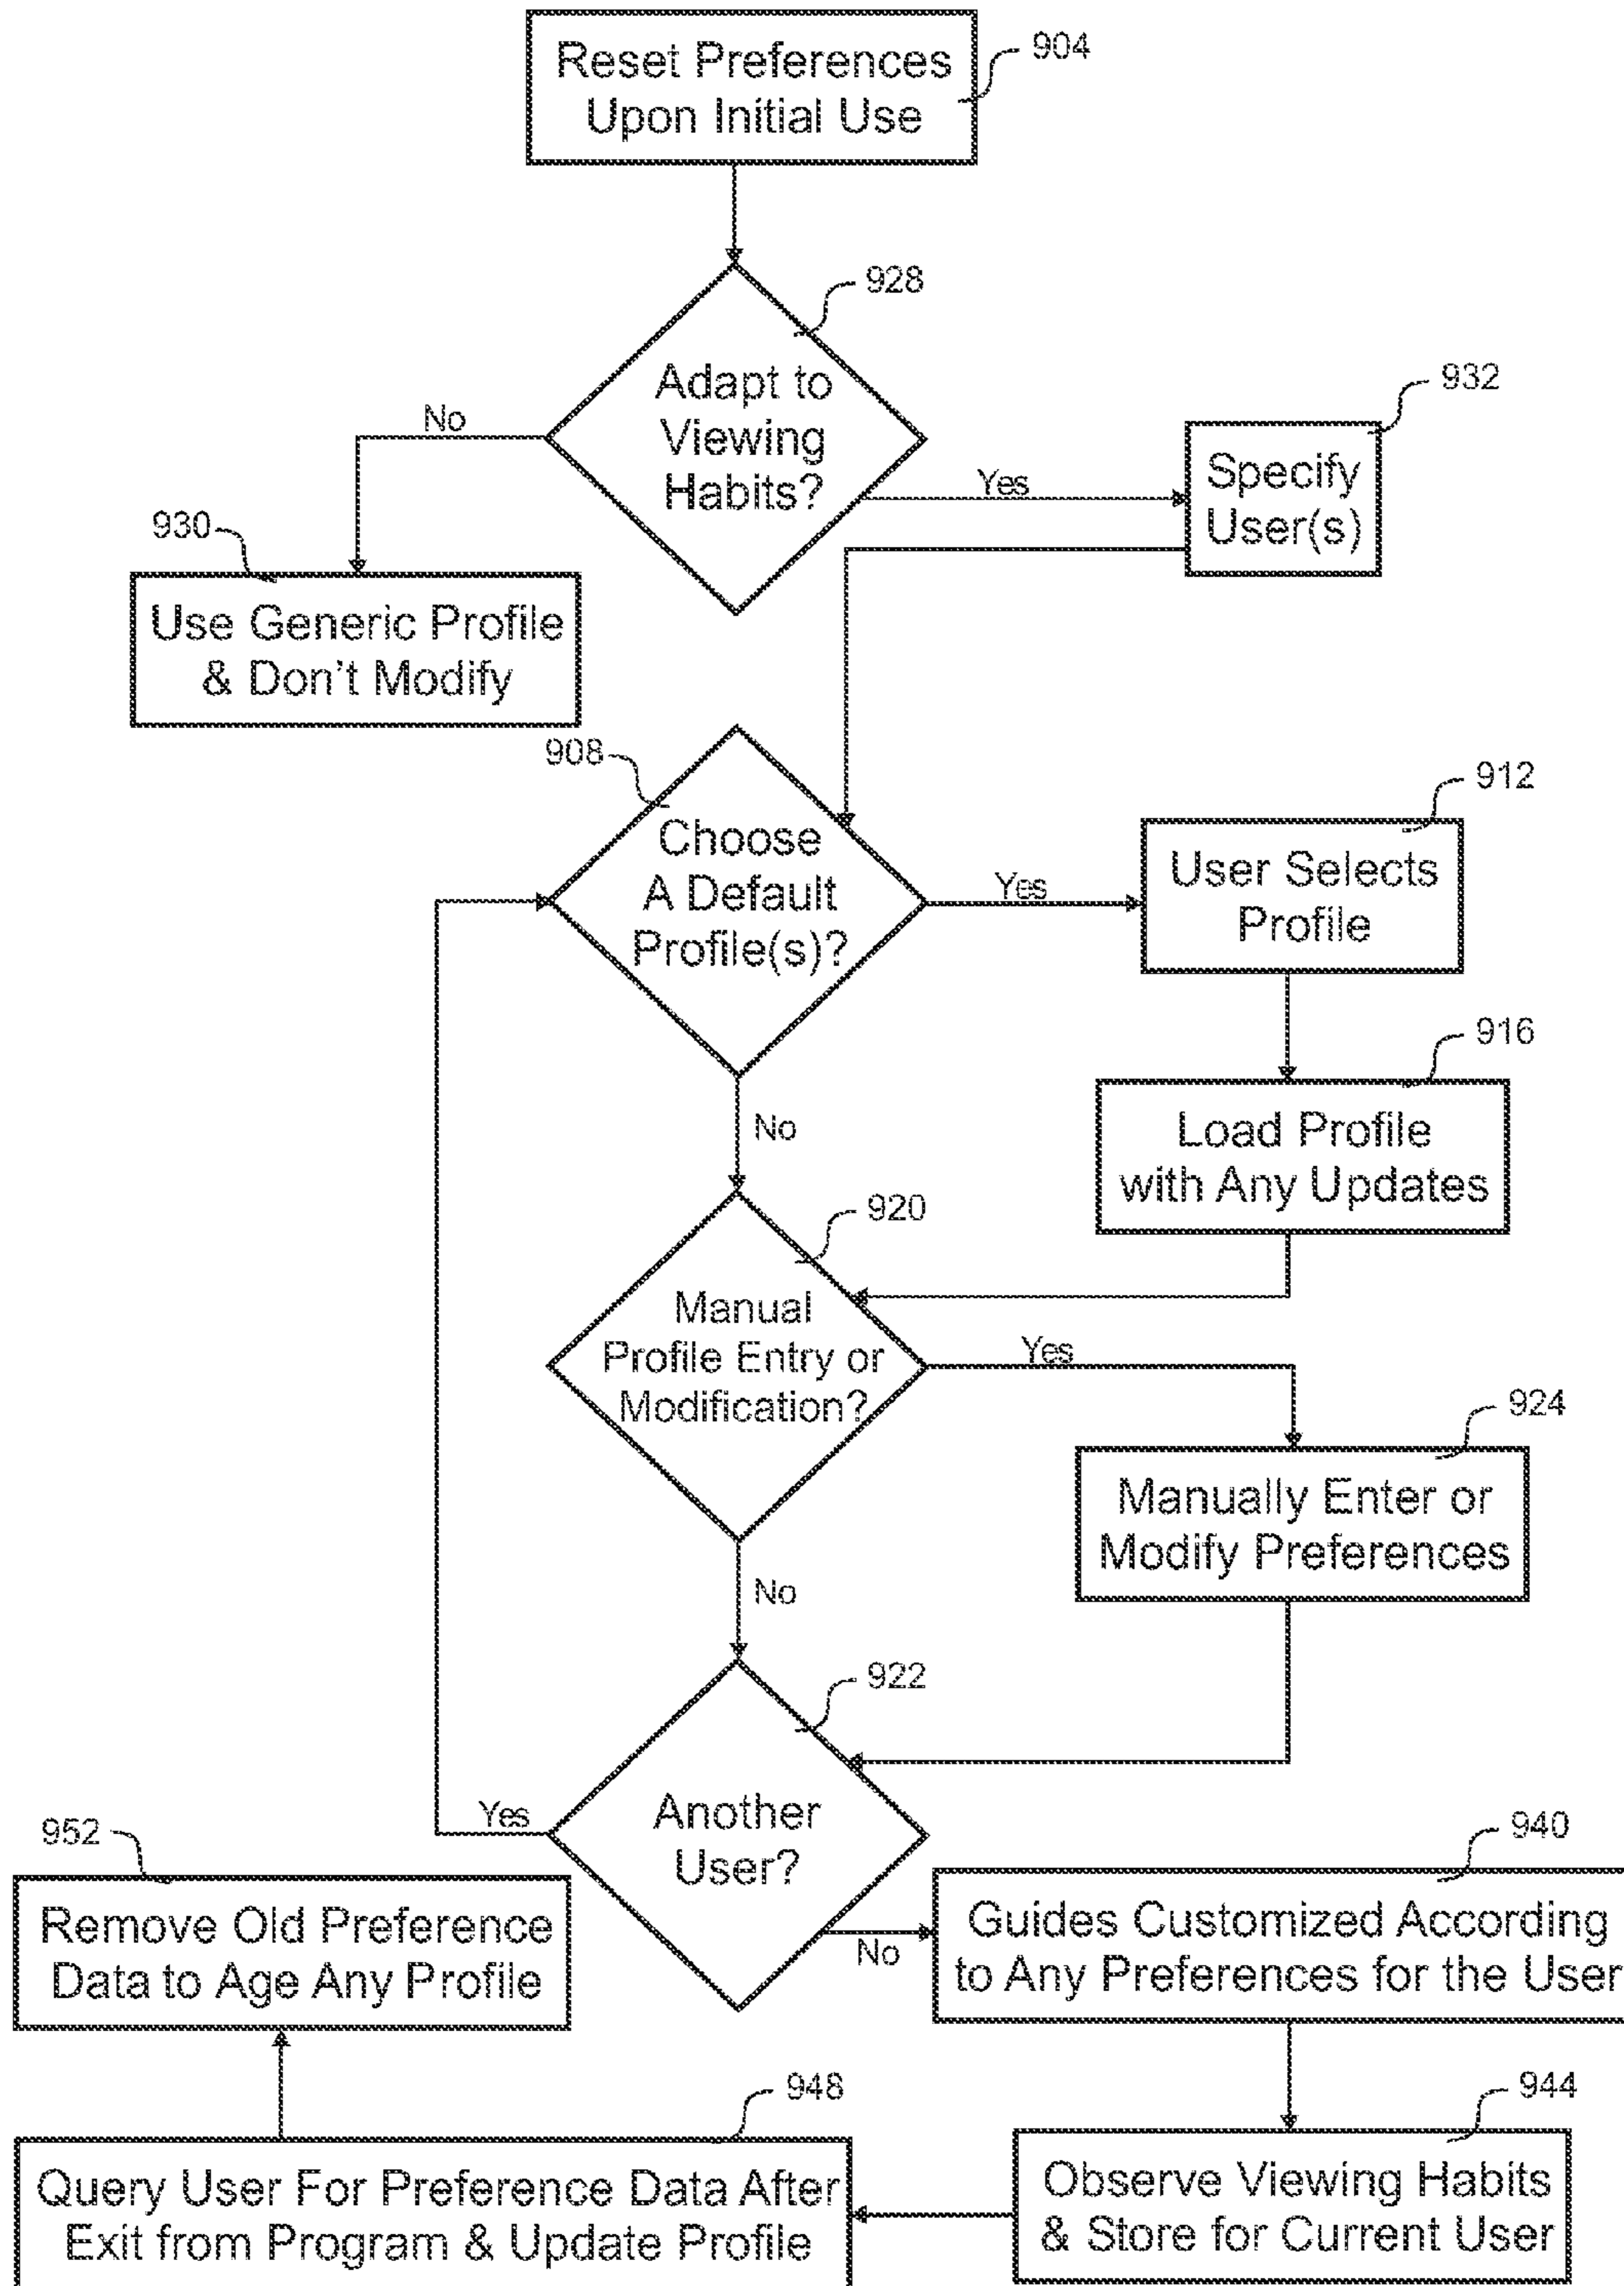 Reset Preferences
Upon Initial Use
904
928
Adapt to
Viewing
Habits?
No
Yes
932
Specify
User(s)
930
Use Generic Profile
& Don't Modify
908
Choose
A Default
Profile(s)?
Yes
912
User Selects
Profile
916
Load Profile
with Any Updates
No
920
Manual
Profile Entry or
Modification?
Yes
924
Manually Enter or
Modify Preferences
No
922
Another
User?
Yes
No
952
Remove Old Preference
Data to Age Any Profile
940
Guides Customized According
to Any Preferences for the User
948
Query User For Preference Data After
Exit from Program & Update Profile
944
Observe Viewing Habits
& Store for Current User